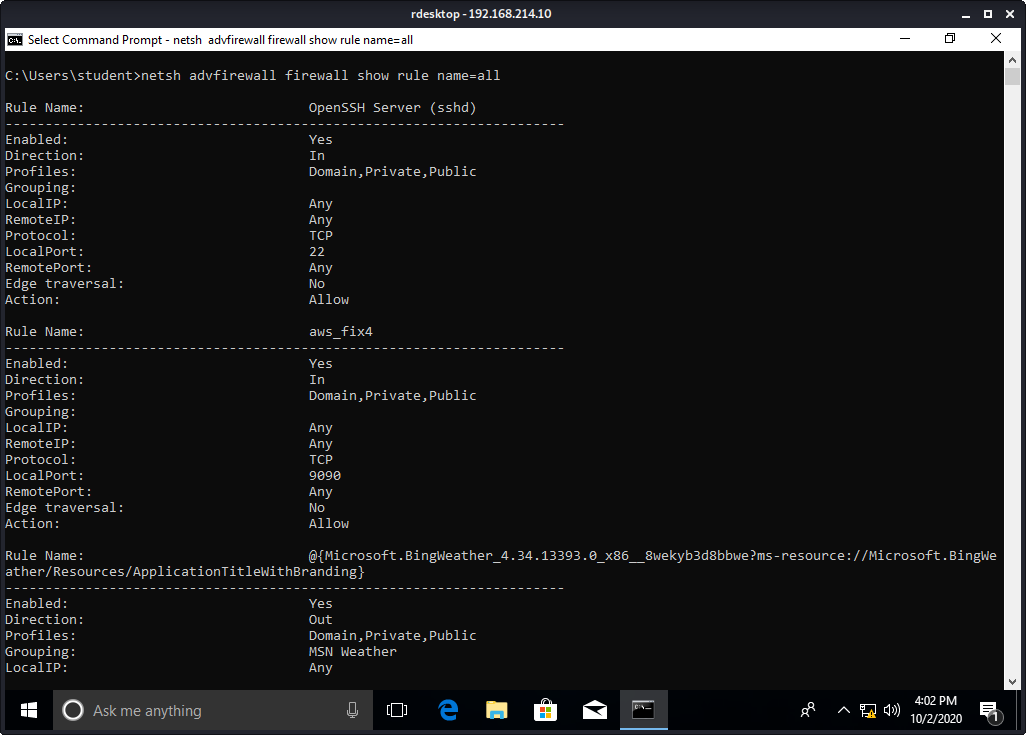 rdesktop - 192.168.214.10
Select Command Prompt - netsh  advfirewall firewall show rule name=all
C:\Users\student>netsh advfirewall firewall show rule name=all
Rule Name:                            OpenSSH Server (sshd)
----------------------------------------------------------------------
Enabled:                              Yes
Direction:                            In
Profiles:                             Domain,Private,Public
Grouping:
LocalIP:                              Any
RemoteIP:                             Any
Protocol:                             TCP
LocalPort:                            22
RemotePort:                           Any
Edge traversal:                       No
Action:                               Allow
Rule Name:                            aws_fix4
----------------------------------------------------------------------
Enabled:                              Yes
Direction:                            In
Profiles:                             Domain,Private,Public
Grouping:
LocalIP:                              Any
RemoteIP:                             Any
Protocol:                             TCP
LocalPort:                            9090
RemotePort:                           Any
Edge traversal:                       No
Action:                               Allow
Rule Name:                            @{Microsoft.BingWeather_4.34.13393.0_x86__8wekyb3d8bbwe?ms-resource://Microsoft.BingWe
ather/Resources/ApplicationTitleWithBranding}
----------------------------------------------------------------------
Enabled:                              Yes
Direction:                            Out
Profiles:                             Domain,Private,Public
Grouping:                             MSN Weather
LocalIP:                              Any
Ask me anything
4:02 PM
10/2/2020
1